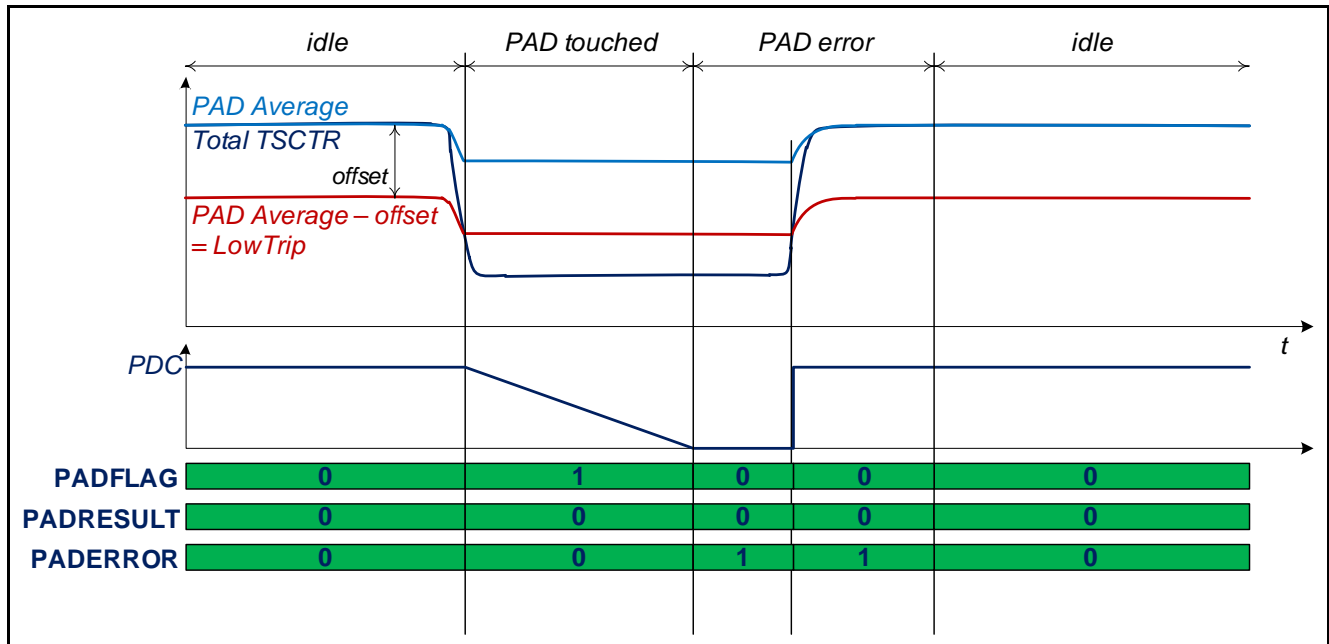 idle PAD touched PAD error idle
PAD Average
Total TSCTR
offset
PAD Average – offset
= LowTrip
t
PDC
PADFLAG 0 1 0 0 0
PADRESULT 0 0 0 0 0
PADERROR 0 0 1 1 0